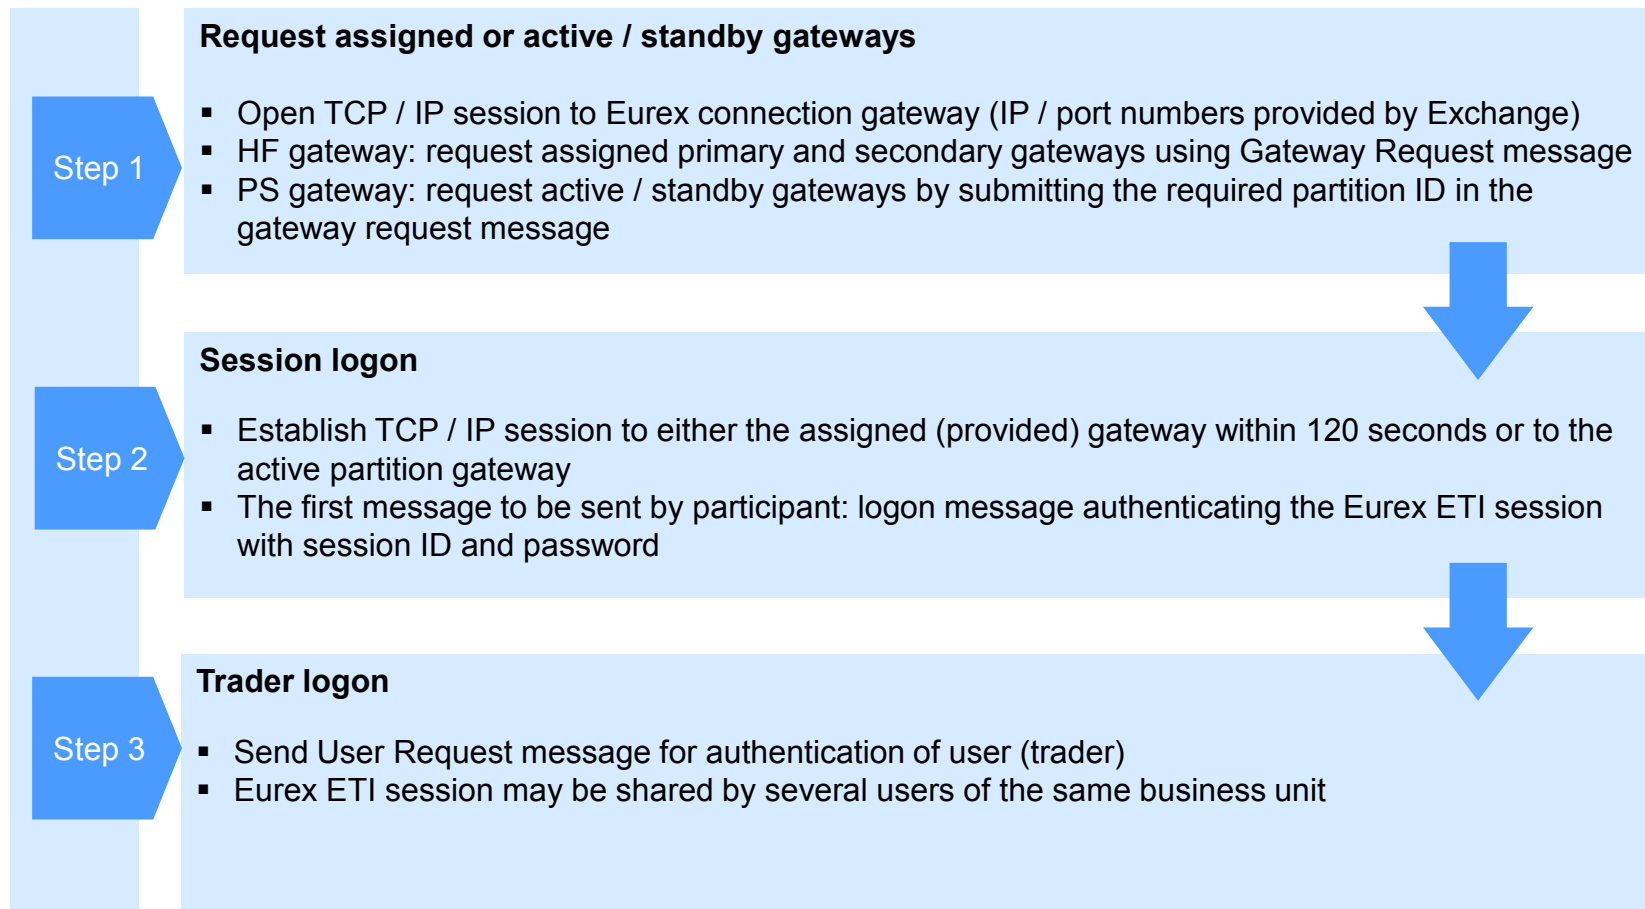 Request assigned or active / standby gateways
Step 1
▪ Open TCP / IP session to Eurex connection gateway (IP / port numbers provided by Exchange)
▪ HF gateway: request assigned primary and secondary gateways using Gateway Request message
▪ PS gateway: request active / standby gateways by submitting the required partition ID in the
gateway request message
Session logon
Step 2
▪ Establish TCP / IP session to either the assigned (provided) gateway within 120 seconds or to the
active partition gateway
▪ The first message to be sent by participant: logon message authenticating the Eurex ETI session
with session ID and password
Trader logon
Step 3
▪ Send User Request message for authentication of user (trader)
▪ Eurex ETI session may be shared by several users of the same business unit